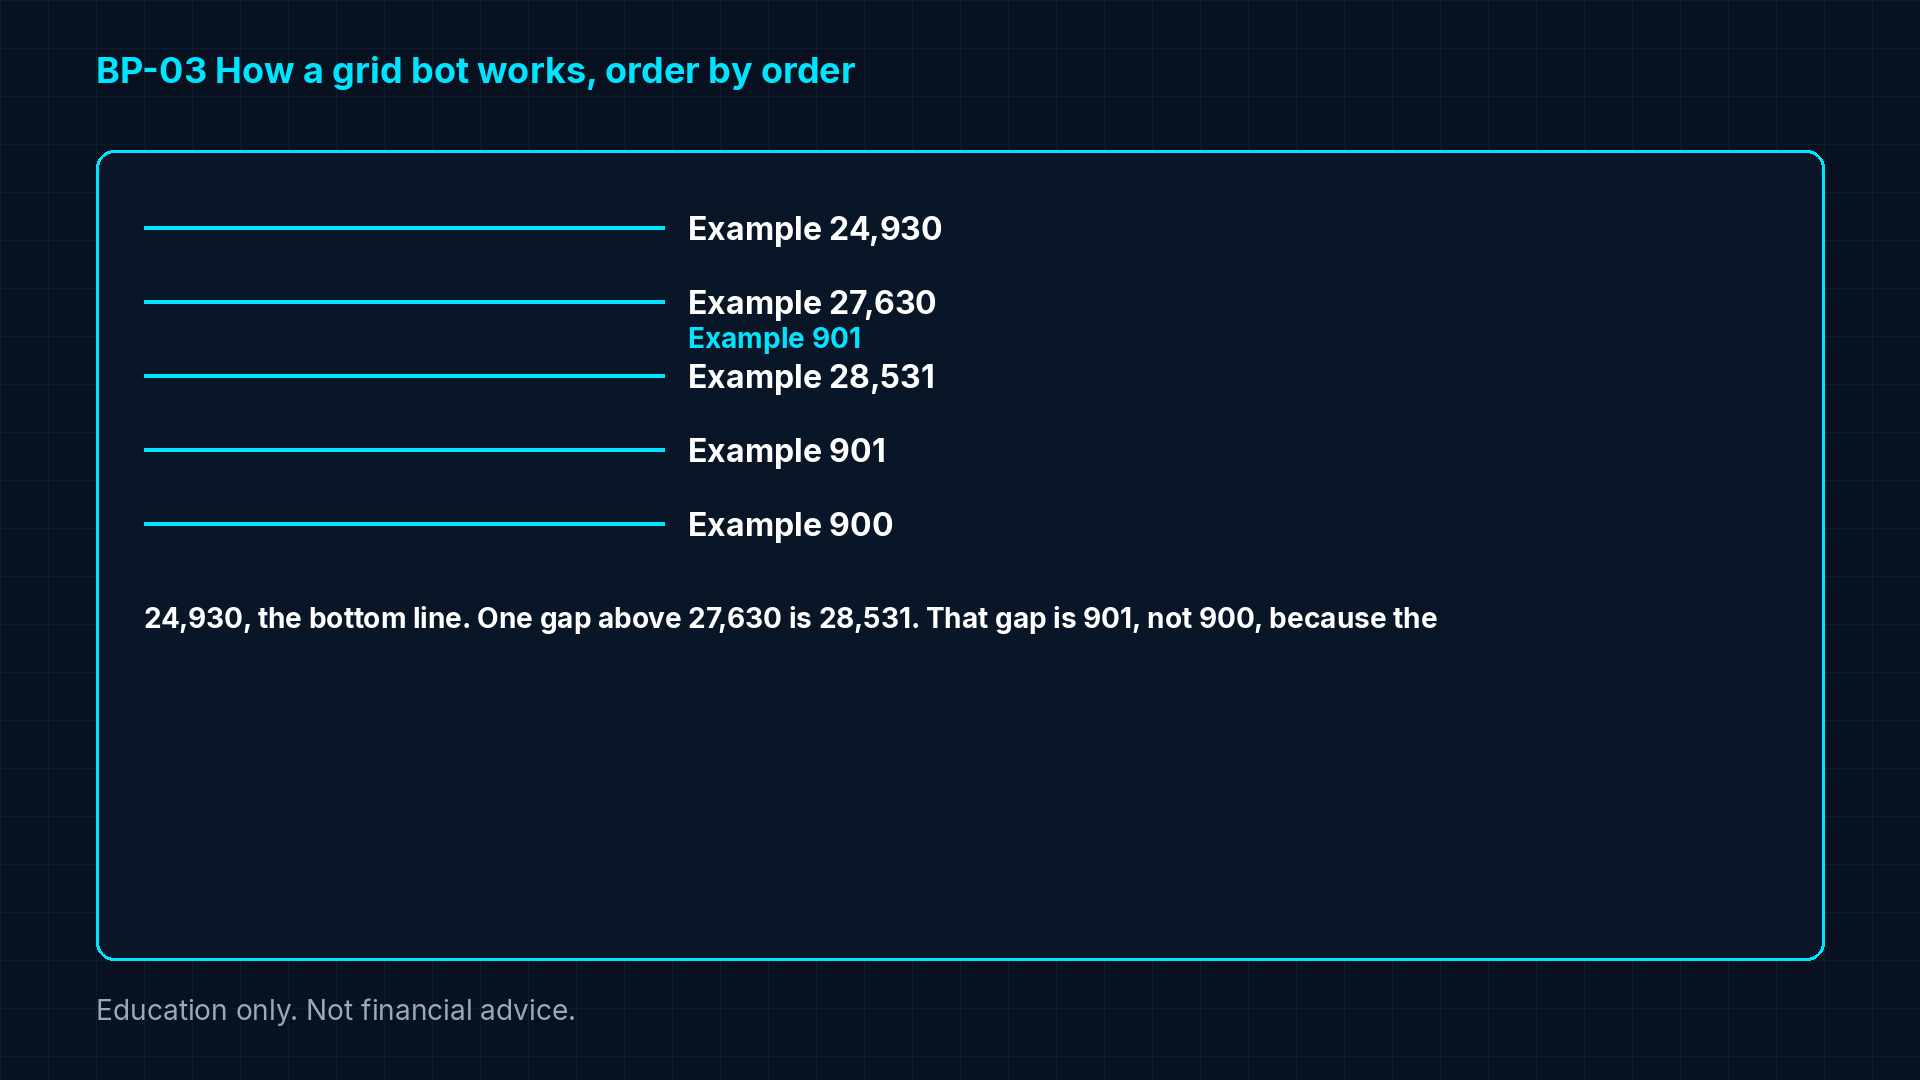 BP-03 How a grid bot works, order by order
Example 24,930
Example 27,630
Example 901
Example 28,531
Example 901
Example 900
24,930, the bottom line. One gap above 27,630 is 28,531. That gap is 901, not 900, because the
Education only. Not financial advice.